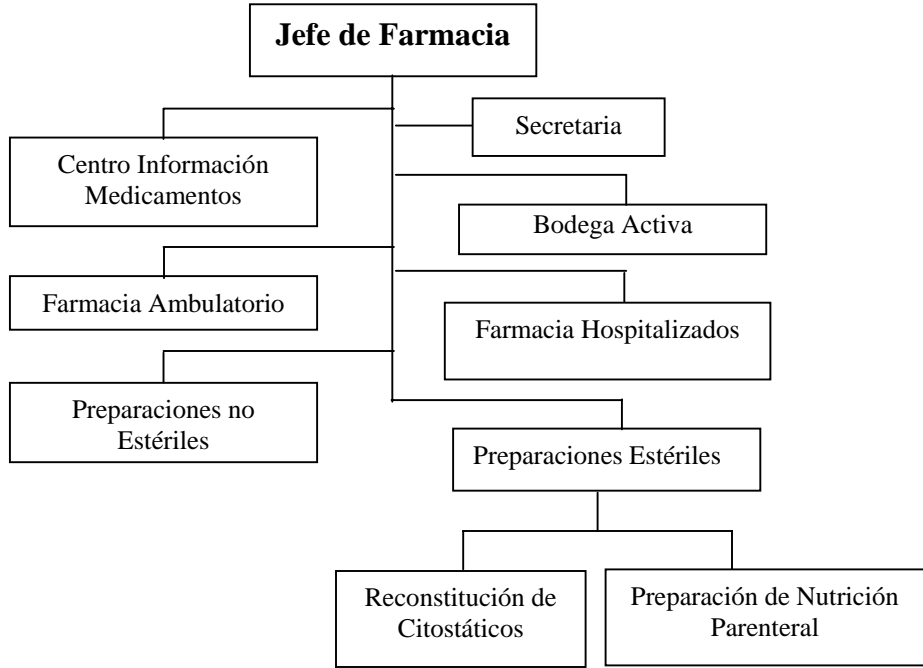 Jefe de Farmacia
Secretaria
Centro Información
Medicamentos
Bodega Activa
Farmacia Ambulatorio
Farmacia Hospitalizados
Preparaciones no
Estériles
Preparaciones Estériles
Reconstitución de
Citostáticos
Preparación de Nutrición
Parenteral